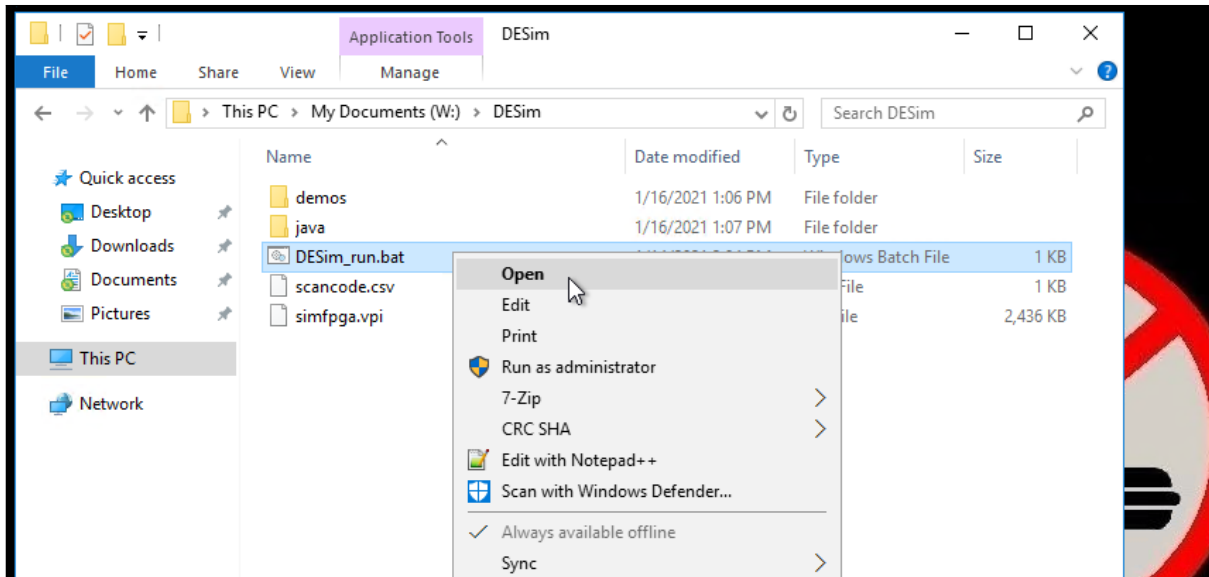 Application Tools DESim
File Home Share View Manage
This PC > My Documents (W:) > DESim Search DESim
Name Date modified Type Size
Quick access
Desktop
Downloads
Documents
Pictures
This PC
Network
demos 1/16/2021 1:06 PM File folder
java 1/16/2021 1:07 PM File folder
DESim_run.bat ows Batch File 1 KB
scancode.csv File 1 KB
simfpga.vpi ile 2,436 KB
Open
Edit
Print
Run as administrator
7-Zip
CRC SHA
Edit with Notepad++
Scan with Windows Defender...
Always available offline
Sync